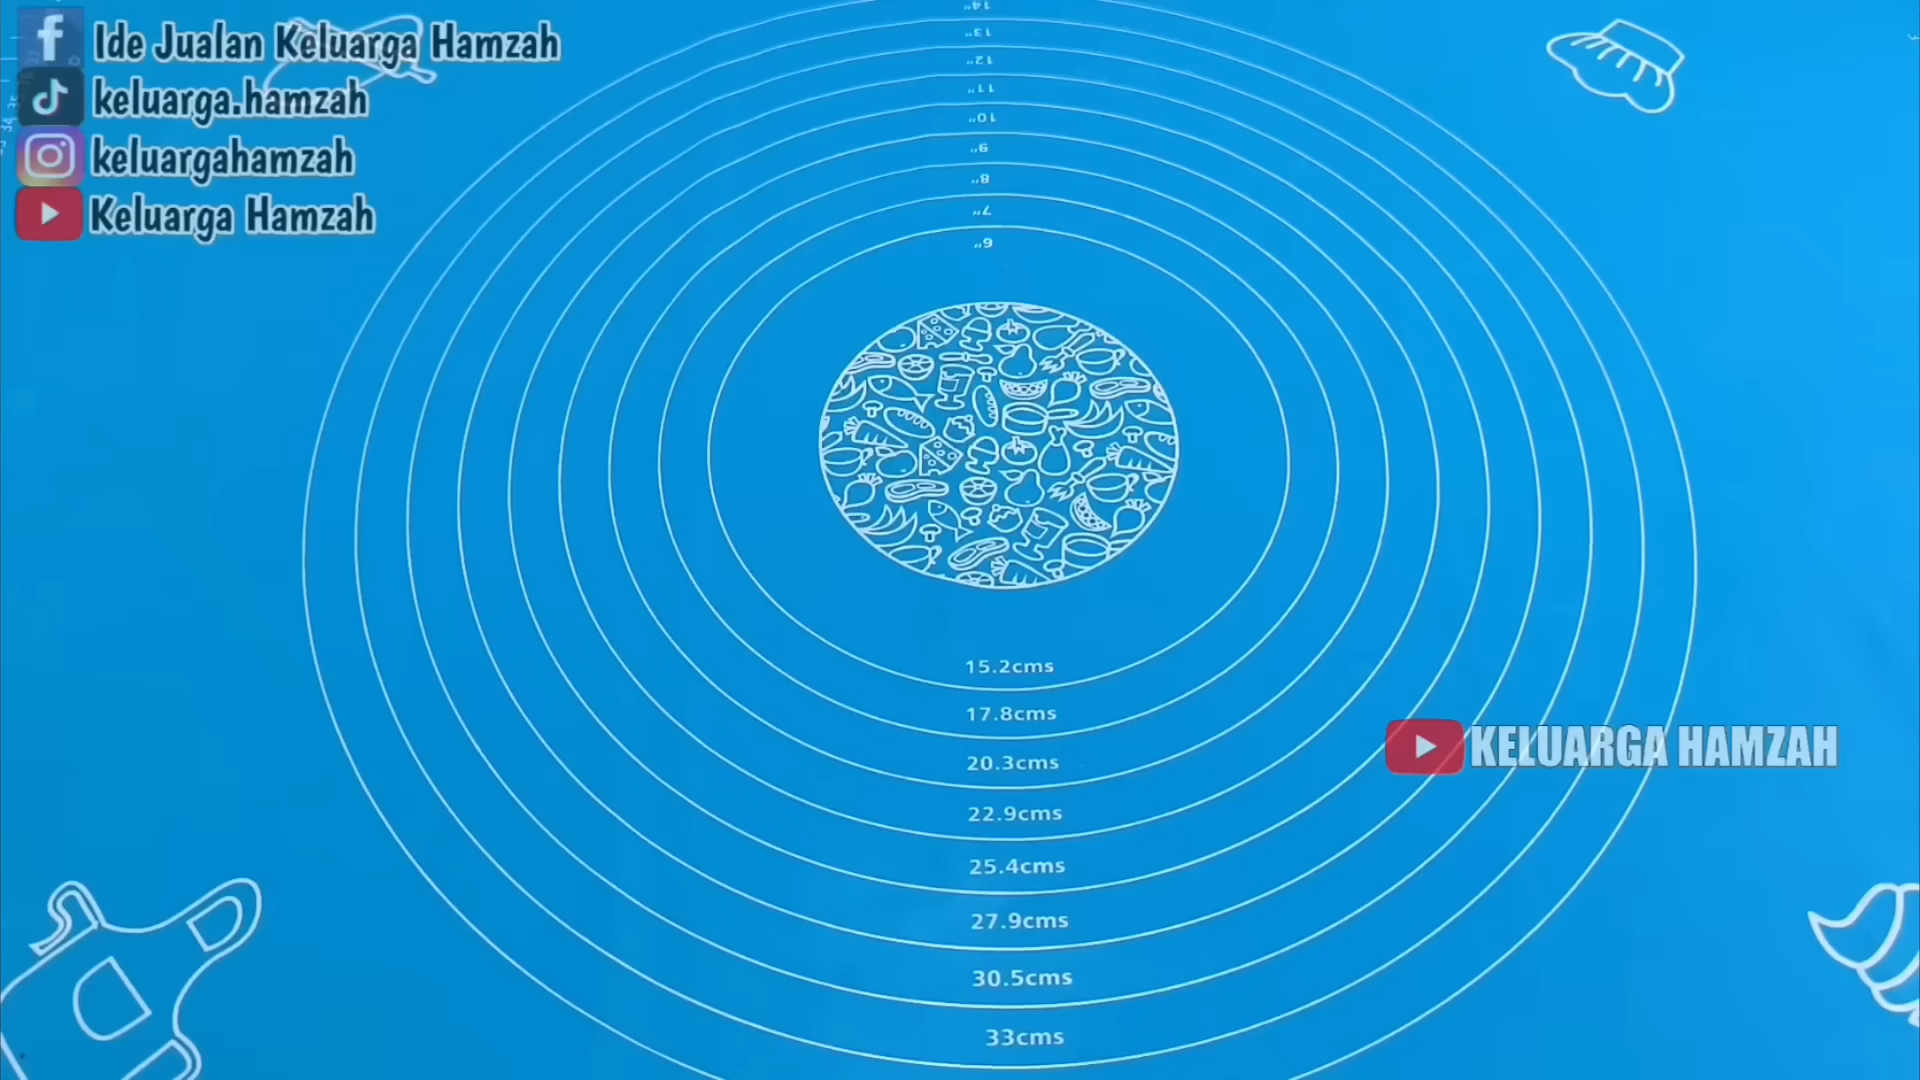 Ide Jualan Keluarga Hamzah
keluarga.hamzah
keluargahamzah
Keluarga Hamzah
14"
13"
12"
11"
10"
9"
8"
7"
6"
15.2cms
17.8cms
20.3cms
22.9cms
25.4cms
27.9cms
30.5cms
33cms
KELUARGA HAMZAH